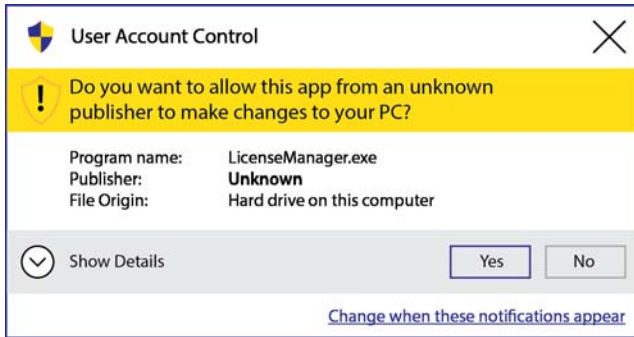 User Account Control
!
Do you want to allow this app from an unknown
publisher to make changes to your PC?
Program name: LicenseManager.exe
Publisher: Unknown
File Origin: Hard drive on this computer
Show Details Yes No
Change when these notifications appear